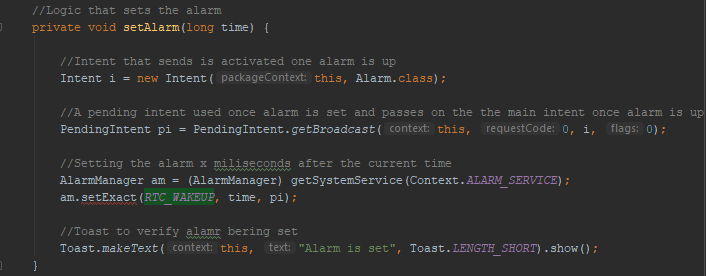 //Logic that sets the alarm
private void setAlarm(long time) {
//Intent that sends is activated one alarm is up
Intent i = new Intent( packageContext: this, Alarm.class);
//A pending intent used once alarm is set and passes on the the main intent once alarm is up
PendingIntent pi = PendingIntent.getBroadcast( context: this, requestCode: 0, i, flags: 0);
//Setting the alarm x miliseconds after the current time
AlarmManager am = (AlarmManager) getSystemService(Context.ALARM_SERVICE);
am.setExact(RTC_WAKEUP, time, pi);
//Toast to verify alamr bering set
Toast.makeText( context: this, text: "Alarm is set", Toast.LENGTH_SHORT).show();
}